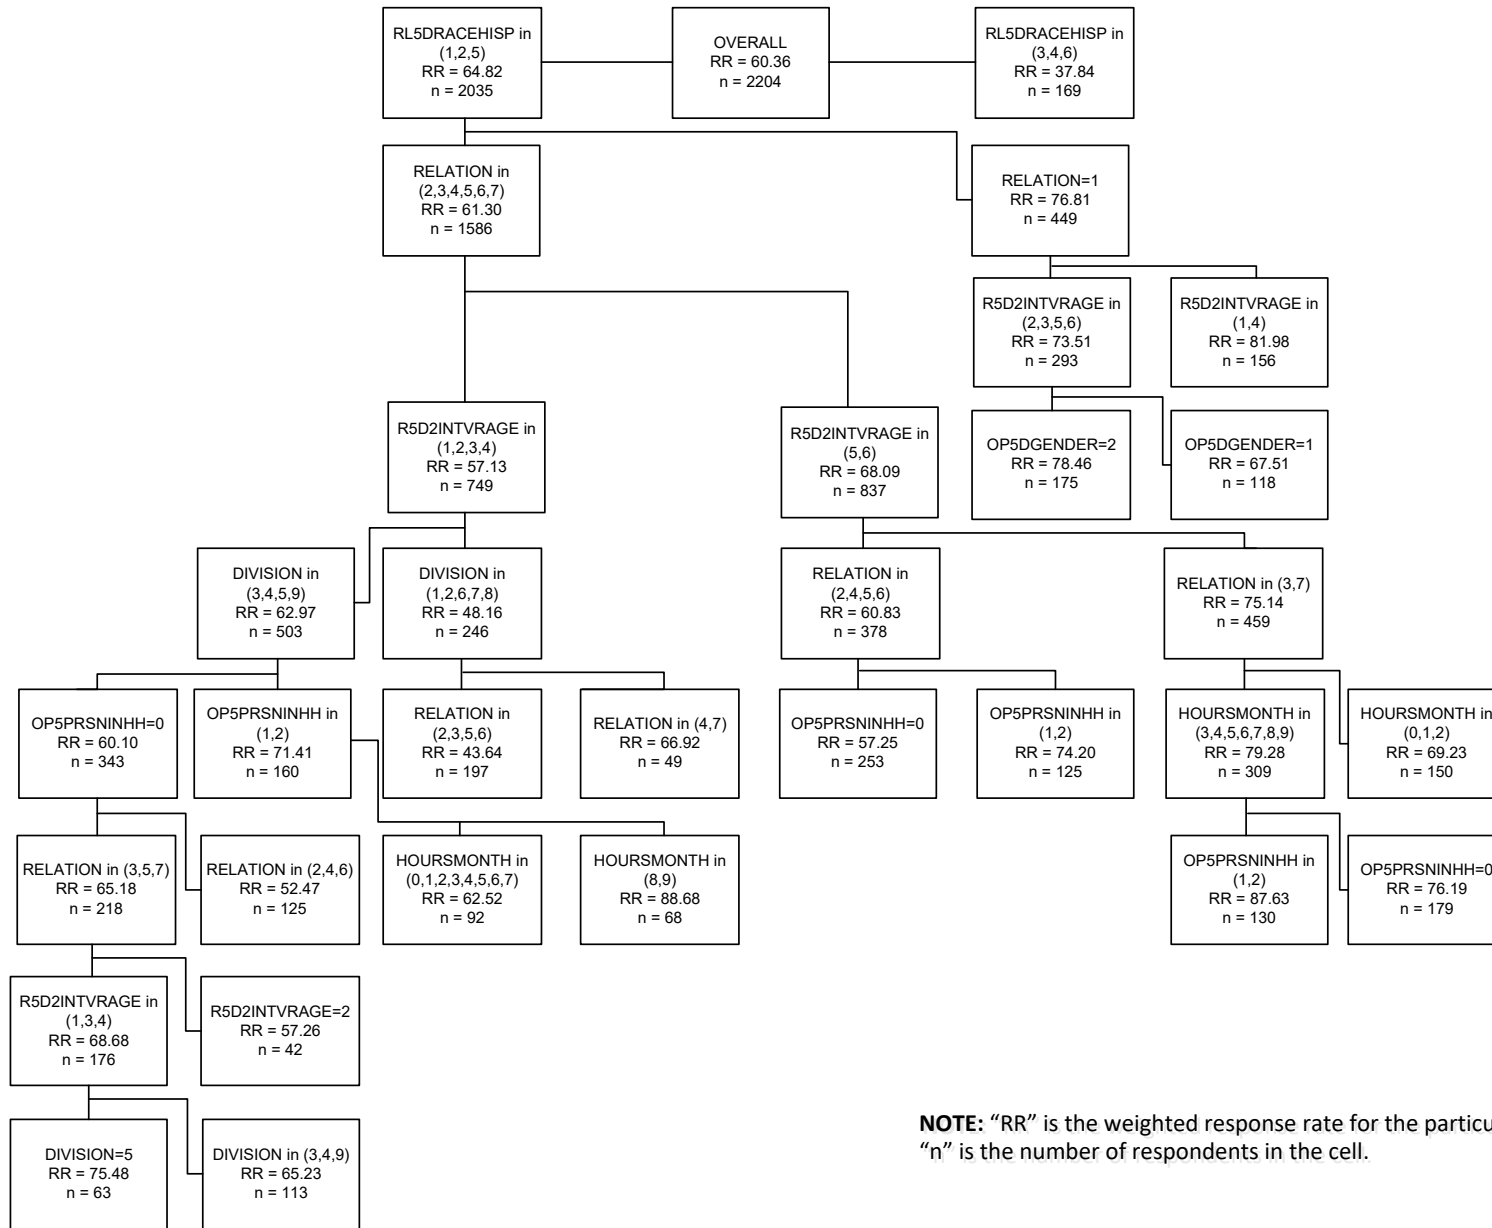 RL5DRACEHISP in
(1,2,5)
RR = 64.82
n = 2035
OVERALL
RR = 60.36
n = 2204
RL5DRACEHISP in
(3,4,6)
RR = 37.84
n = 169
RELATION in
(2,3,4,5,6,7)
RR = 61.30
n = 1586
RELATION=1
RR = 76.81
n = 449
R5D2INTVRAGE in
(2,3,5,6)
RR = 73.51
n = 293
R5D2INTVRAGE in
(1,4)
RR = 81.98
n = 156
R5D2INTVRAGE in
(1,2,3,4)
RR = 57.13
n = 749
R5D2INTVRAGE in
(5,6)
RR = 68.09
n = 837
OP5DGENDER=2
RR = 78.46
n = 175
OP5DGENDER=1
RR = 67.51
n = 118
DIVISION in
(3,4,5,9)
RR = 62.97
n = 503
DIVISION in
(1,2,6,7,8)
RR = 48.16
n = 246
RELATION in
(2,4,5,6)
RR = 60.83
n = 378
RELATION in (3,7)
RR = 75.14
n = 459
OP5PRSNINHH=0
RR = 60.10
n = 343
OP5PRSNINHH in
(1,2)
RR = 71.41
n = 160
RELATION in
(2,3,5,6)
RR = 43.64
n = 197
RELATION in (4,7)
RR = 66.92
n = 49
OP5PRSNINHH=0
RR = 57.25
n = 253
OP5PRSNINHH in
(1,2)
RR = 74.20
n = 125
HOURSMONTH in
(3,4,5,6,7,8,9)
RR = 79.28
n = 309
HOURSMONTH in
(0,1,2)
RR = 69.23
n = 150
RELATION in (3,5,7)
RR = 65.18
n = 218
RELATION in (2,4,6)
RR = 52.47
n = 125
HOURSMONTH in
(0,1,2,3,4,5,6,7)
RR = 62.52
n = 92
HOURSMONTH in
(8,9)
RR = 88.68
n = 68
OP5PRSNINHH in
(1,2)
RR = 87.63
n = 130
OP5PRSNINHH=0
RR = 76.19
n = 179
R5D2INTVRAGE in
(1,3,4)
RR = 68.68
n = 176
R5D2INTVRAGE=2
RR = 57.26
n = 42
DIVISION=5
RR = 75.48
n = 63
DIVISION in (3,4,9)
RR = 65.23
n = 113
NOTE: “RR” is the weighted response rate for the particu
“n” is the number of respondents in the cell.